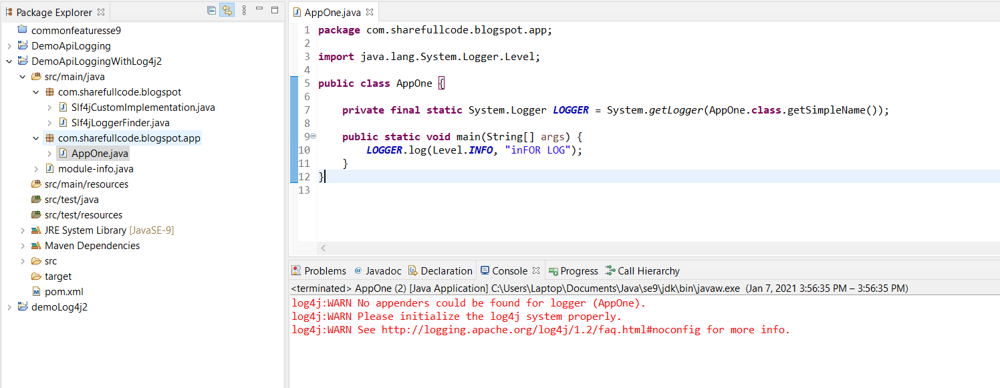 Package Explorer
commonfeaturesse9
DemoApiLogging
DemoApiLoggingWithLog4j2
src/main/java
com.sharefullcode.blogspot
Slf4jCustomImplementation.java
Slf4jLoggerFinder.java
com.sharefullcode.blogspot.app
AppOne.java
module-info.java
src/main/resources
src/test/java
src/test/resources
JRE System Library [JavaSE-9]
Maven Dependencies
src
target
pom.xml
demoLog4j2
AppOne.java
1 package com.sharefullcode.blogspot.app;
2
3 import java.lang.System.Logger.Level;
4
5 public class AppOne {
6
7 private final static System.Logger LOGGER = System.getLogger(AppOne.class.getSimpleName());
8
9 public static void main(String[] args) {
10 LOGGER.log(Level.INFO, "inFOR LOG");
11 }
12 }
13
Problems @ Javadoc Declaration Console Progress Call Hierarchy
<terminated> AppOne (2) [Java Application] C:\Users\Laptop\Documents\Java\se9\jdk\bin\javaw.exe (Jan 7, 2021 3:56:35 PM – 3:56:35 PM)
log4j:WARN No appenders could be found for logger (AppOne).
log4j:WARN Please initialize the log4j system properly.
log4j:WARN See http://logging.apache.org/log4j/1.2/faq.html#noconfig for more info.